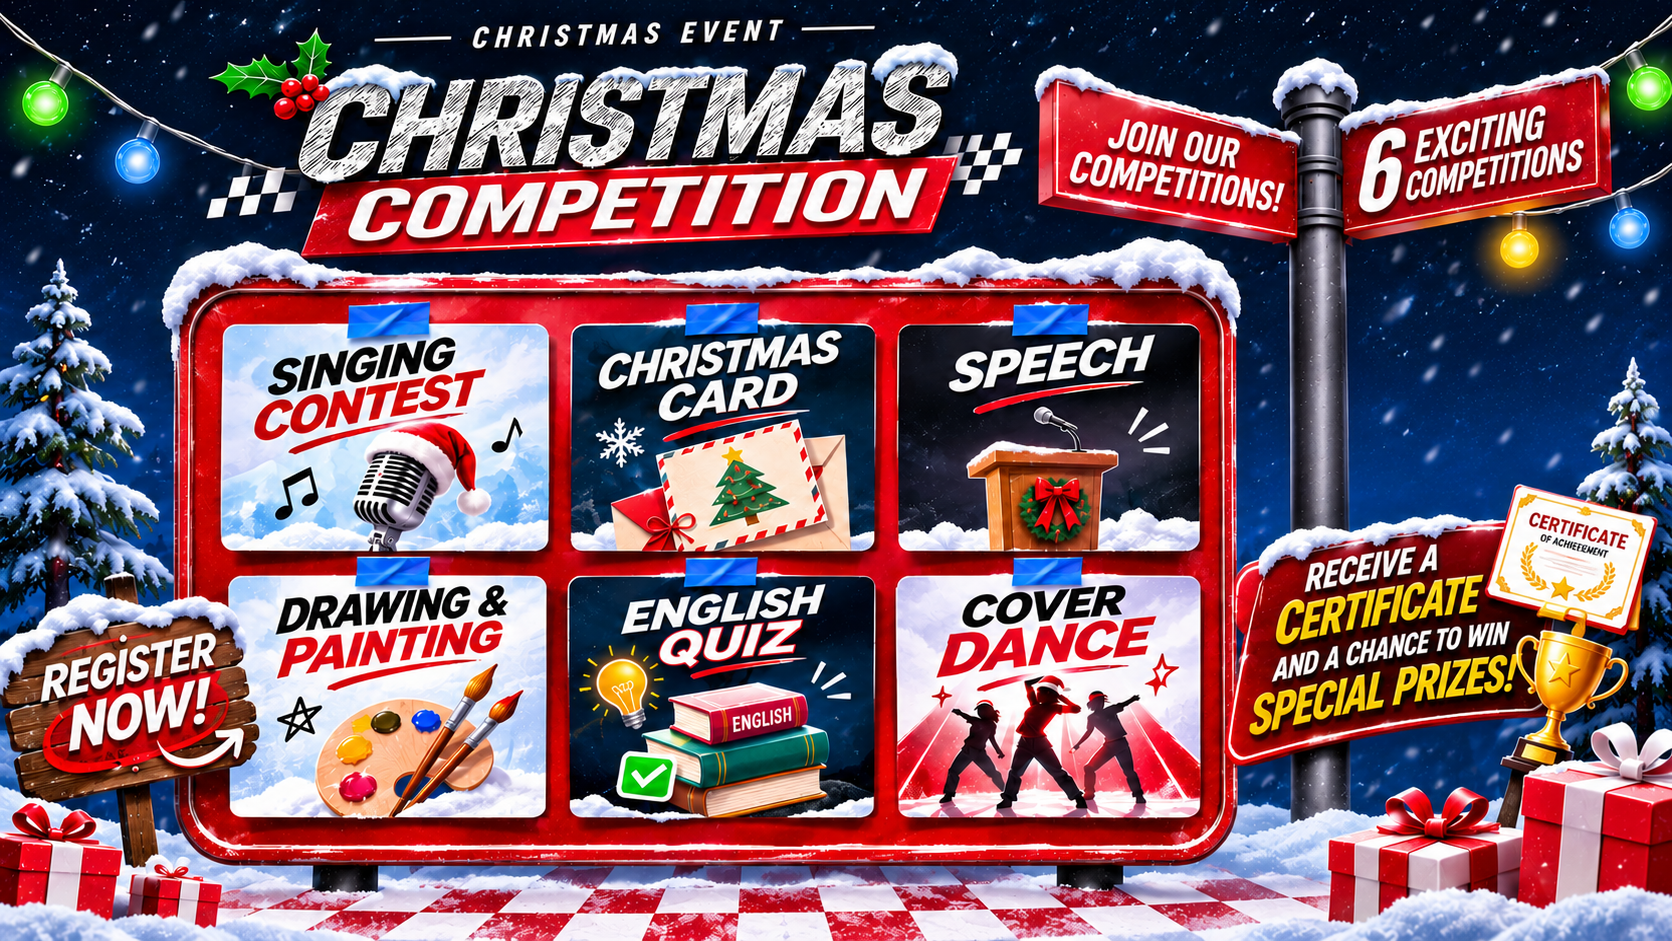 CHRISTMAS EVENT
CHRISTMAS
COMPETITION
JOIN OUR
COMPETITIONS!
6 EXCITING
COMPETITIONS
SINGING
CONTEST
CHRISTMAS
CARD
SPEECH
DRAWING &
PAINTING
ENGLISH
QUIZ
ENGLISH
COVER
DANCE
REGISTER
NOW!
RECEIVE A
CERTIFICATE
AND A CHANCE TO WIN
SPECIAL PRIZES!
CERTIFICATE
OF ACHIEEMENT